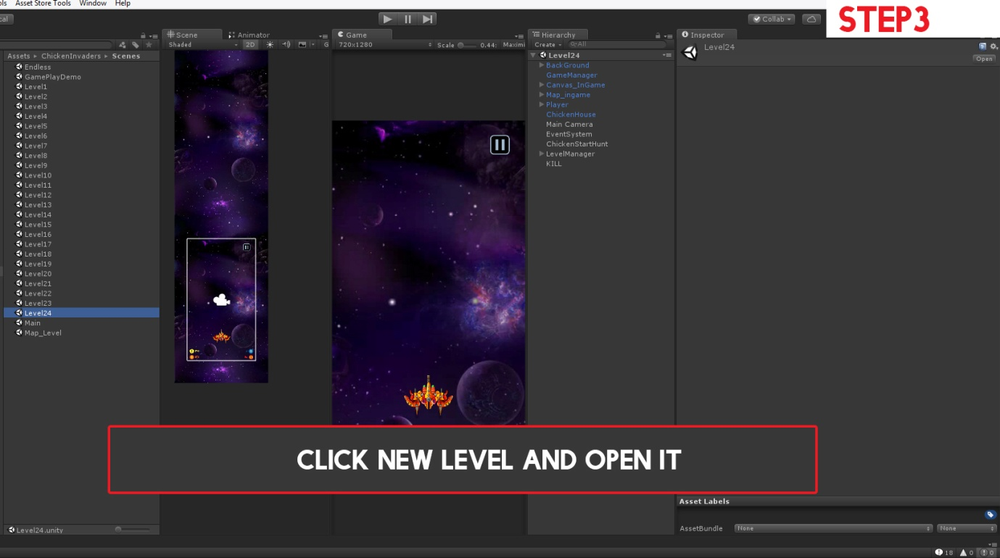 ols Asset Store Tools Window Help
STEP3
cal
Collab
Scene
Animator
Game
Hierarchy
Inspector
Shaded
2D
G
720x1280
Scale
0.44:
Maximi
Create
All
Level24
Open
Assets ▸ ChickenInvaders ▸ Scenes
Endless
GamePlayDemo
Level1
Level2
Level3
Level4
Level5
Level6
Level7
Level8
Level9
Level10
Level11
Level12
Level13
Level14
Level15
Level16
Level17
Level18
Level19
Level20
Level21
Level22
Level23
Level24
Main
Map_Level
Level24
BackGround
GameManager
Canvas_InGame
Map_ingame
Player
ChickenHouse
Main Camera
EventSystem
ChickenStartHunt
LevelManager
KILL
CLICK NEW LEVEL AND OPEN IT
Asset Labels
AssetBundle
None
None
Level24.unity
18
0
0